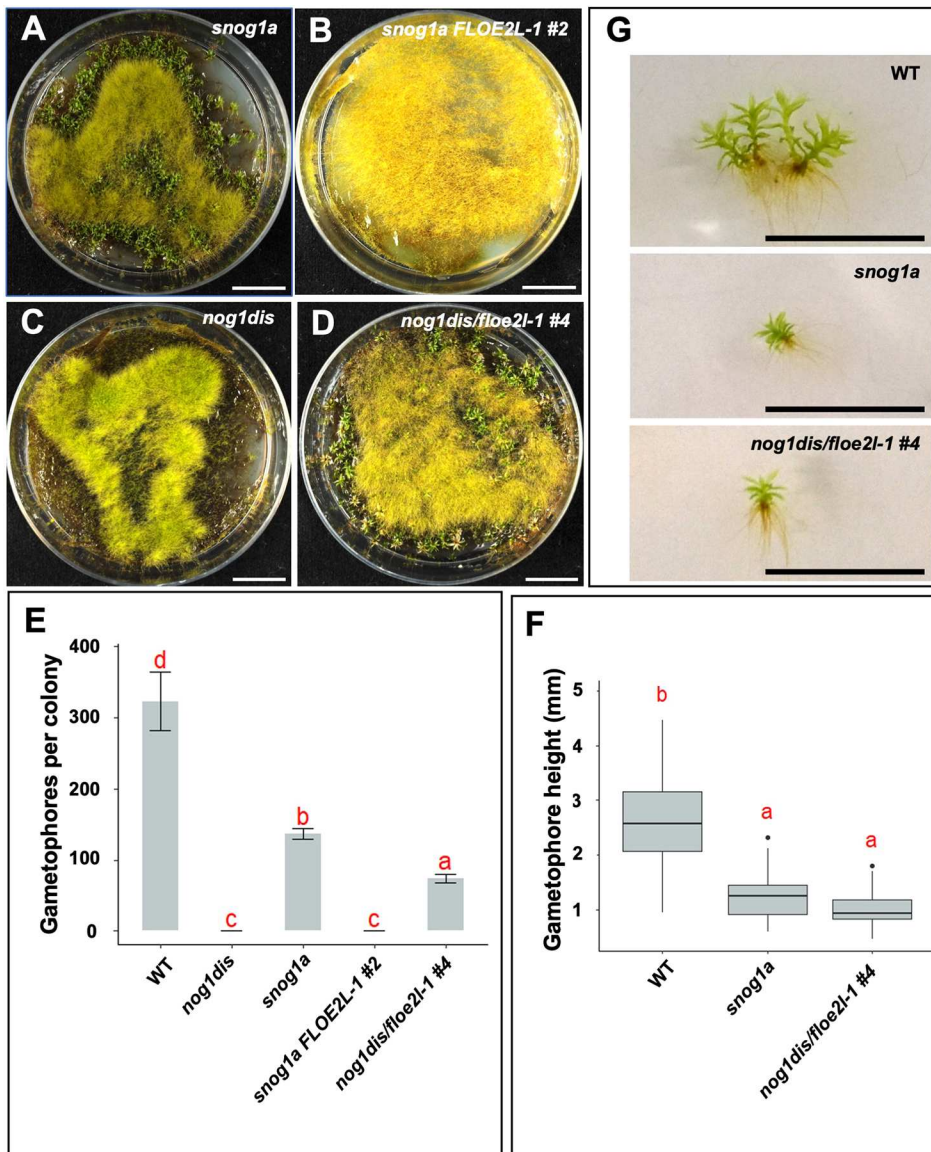 A
snog1a
B
snog1a FLOE2L-1 #2
C
nog1dis
D
nog1dis/floe2l-1 #4
G
WT
snog1a
nog1dis/floe2l-1 #4
E
Gametophores per colony
400
300
200
100
0
d
c
b
c
a
WT
nog1dis
snog1a
snog1a FLOE2L-1 #2
nog1dis/floe2l-1 #4
F
Gametophore height (mm)
5
4
3
2
1
b
a
a
WT
snog1a
nog1dis/floe2l-1 #4